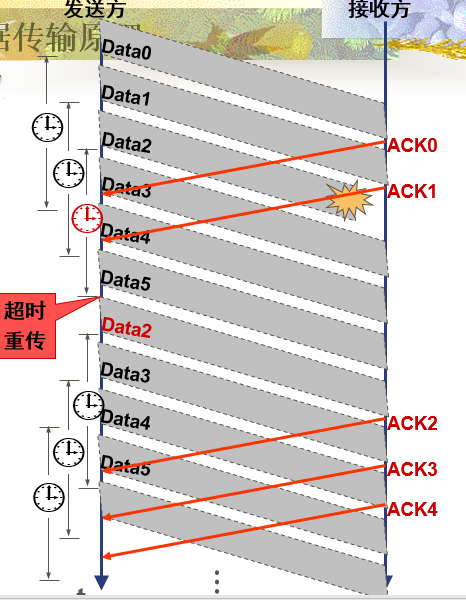 发送方
接收方
据传输原理
Data0
Data1
ACK0
Data2
Data3
ACK1
Data4
Data5
超时
重传
Data2
Data3
Data4
ACK2
Data5
ACK3
ACK4